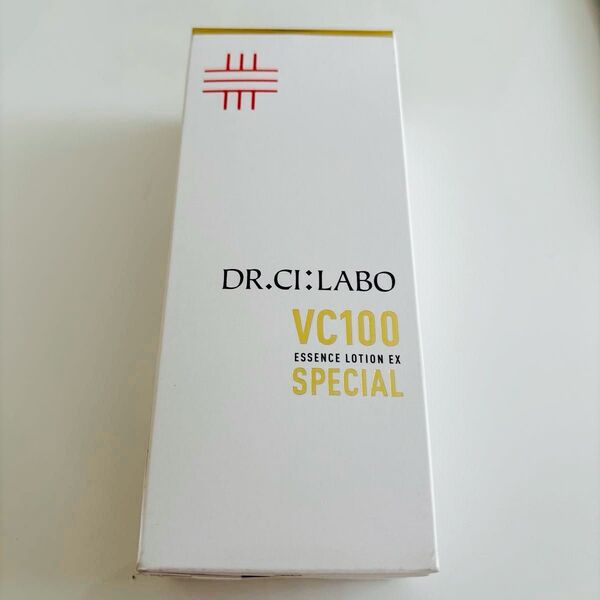 DR.CI:LABO
VC100
ESSENCE LOTION EX
SPECIAL